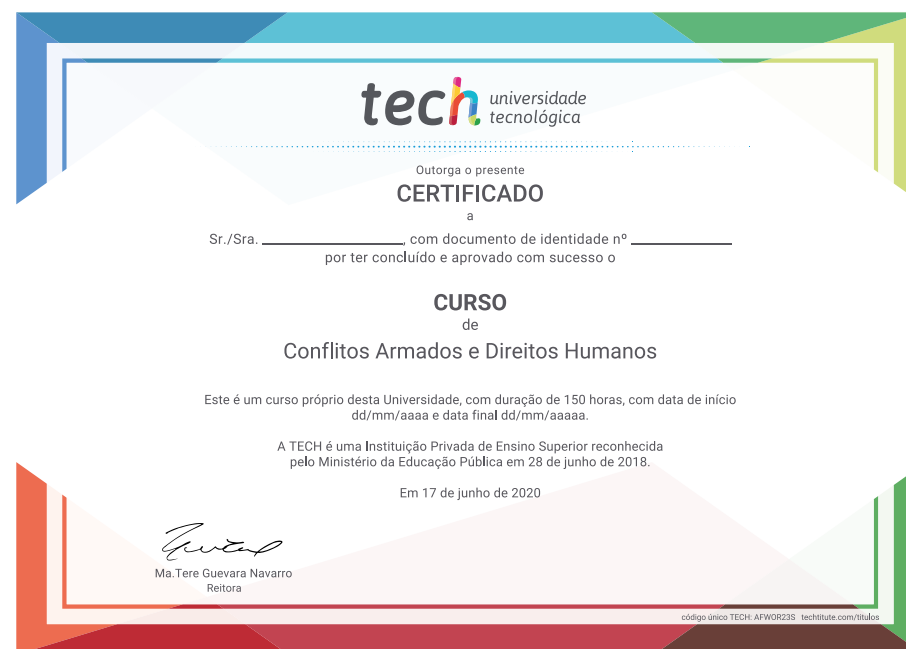 tech universidade
tecnológica
Outorga o presente
CERTIFICADO
a
Sr./Sra. ____________, com documento de identidade nº ____________
por ter concluído e aprovado com sucesso o
CURSO
de
Conflitos Armados e Direitos Humanos
Este é um curso próprio desta Universidade, com duração de 150 horas, com data de início
dd/mm/aaaa e data final dd/mm/aaaaa.
A TECH é uma Instituição Privada de Ensino Superior reconhecida
pelo Ministério da Educação Pública em 28 de junho de 2018.
Em 17 de junho de 2020
Ma.Tere Guevara Navarro
Reitora
código único TECH: AFWOR23S techtitute.com/titulos